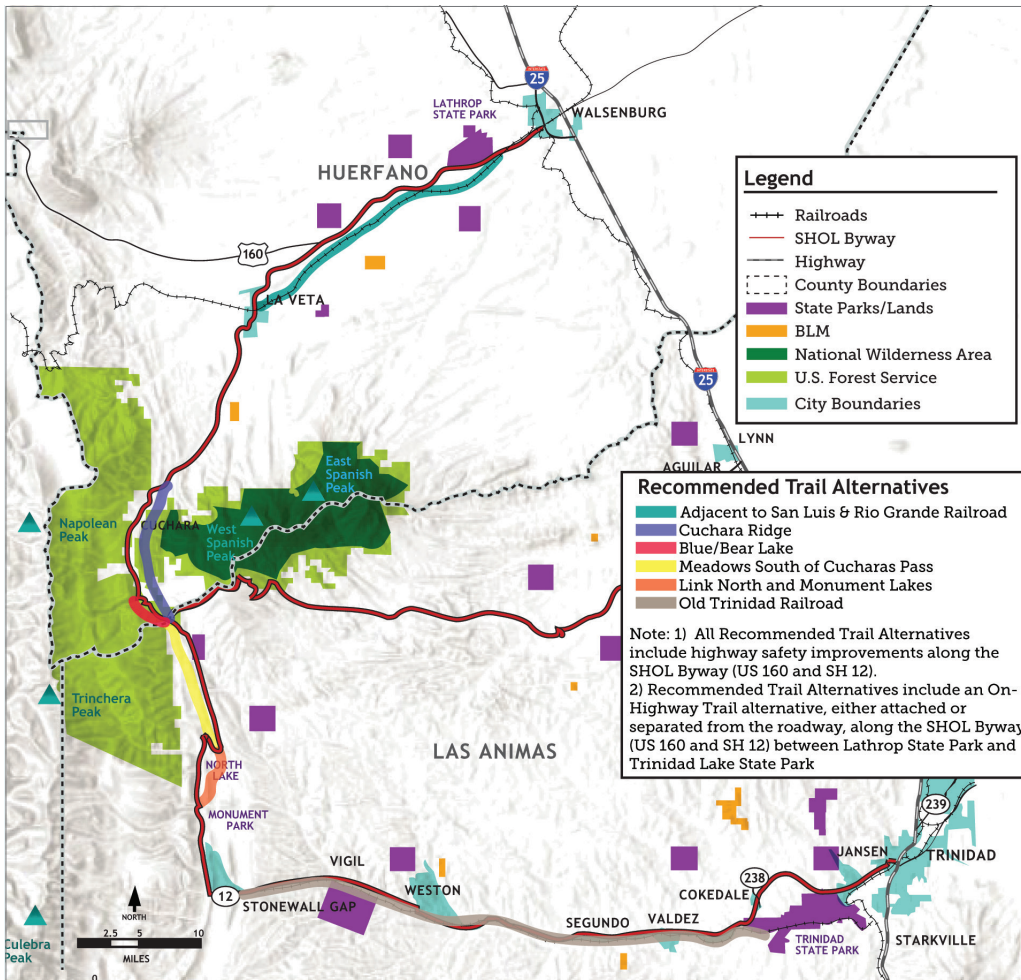 INTERSTATE
25
WALSENBURG
LATHROP
STATE PARK
HUERFANO
160
LA VETA
Legend
Railroads
SHOL Byway
Highway
County Boundaries
State Parks/Lands
BLM
National Wilderness Area
U.S. Forest Service
City Boundaries
INTERSTATE
25
LYNN
AGUILAR
East
Spanish
Peak
West
Spanish
Peak
Napolean
Peak
CUCHARA
Recommended Trail Alternatives
Adjacent to San Luis & Rio Grande Railroad
Cuchara Ridge
Blue/Bear Lake
Meadows South of Cucharas Pass
Link North and Monument Lakes
Old Trinidad Railroad
Note: 1) All Recommended Trail Alternatives
include highway safety improvements along the
SHOL Byway (US 160 and SH 12).
2) Recommended Trail Alternatives include an On-
Highway Trail alternative, either attached or
separated from the roadway, along the SHOL Byway
(US 160 and SH 12) between Lathrop State Park and
Trinidad Lake State Park
Trinchera
Peak
LAS ANIMAS
NORTH
LAKE
MONUMENT
PARK
239
JANSEN
TRINIDAD
VIGIL
WESTON
238
COKEDALE
12
STONEWALL GAP
SEGUNDO
VALDEZ
TRINIDAD
STATE PARK
STARKVILLE
NORTH
2.5
5
10
MILES
0
Culebra
Peak